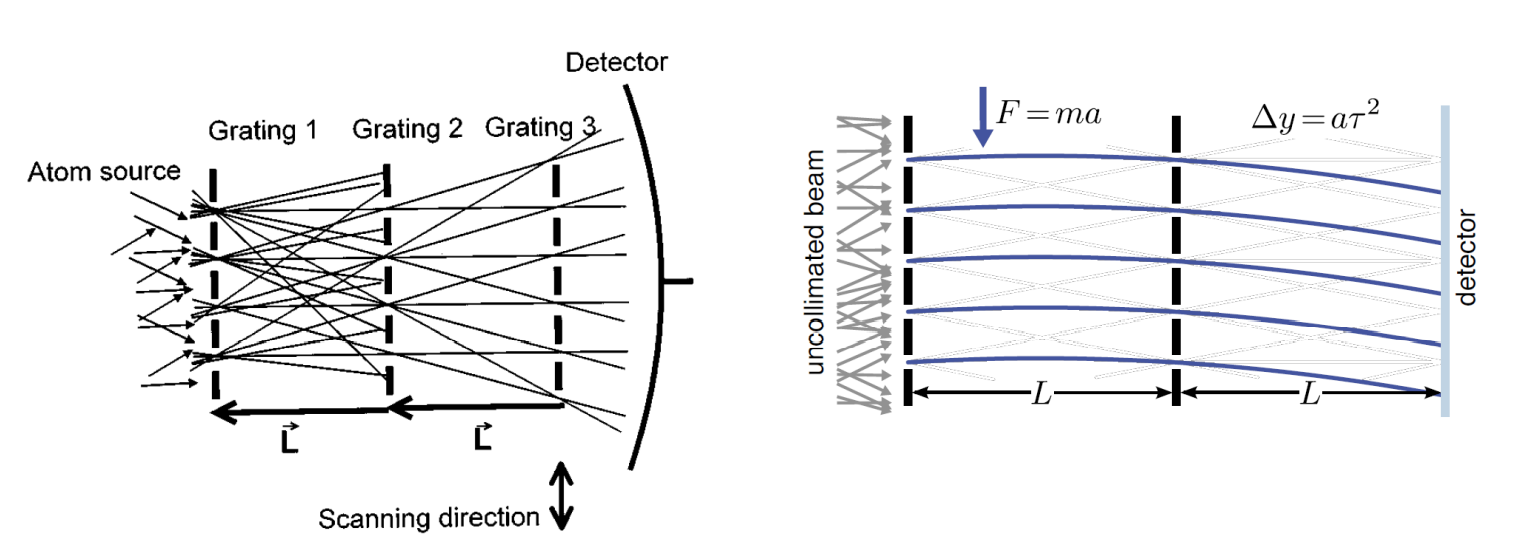 Detector
Grating 1 Grating 2 Grating 3
Atom source
L⃗ L⃗
Scanning direction
F = ma
Δy = aτ²
uncollimated beam
L L
detector